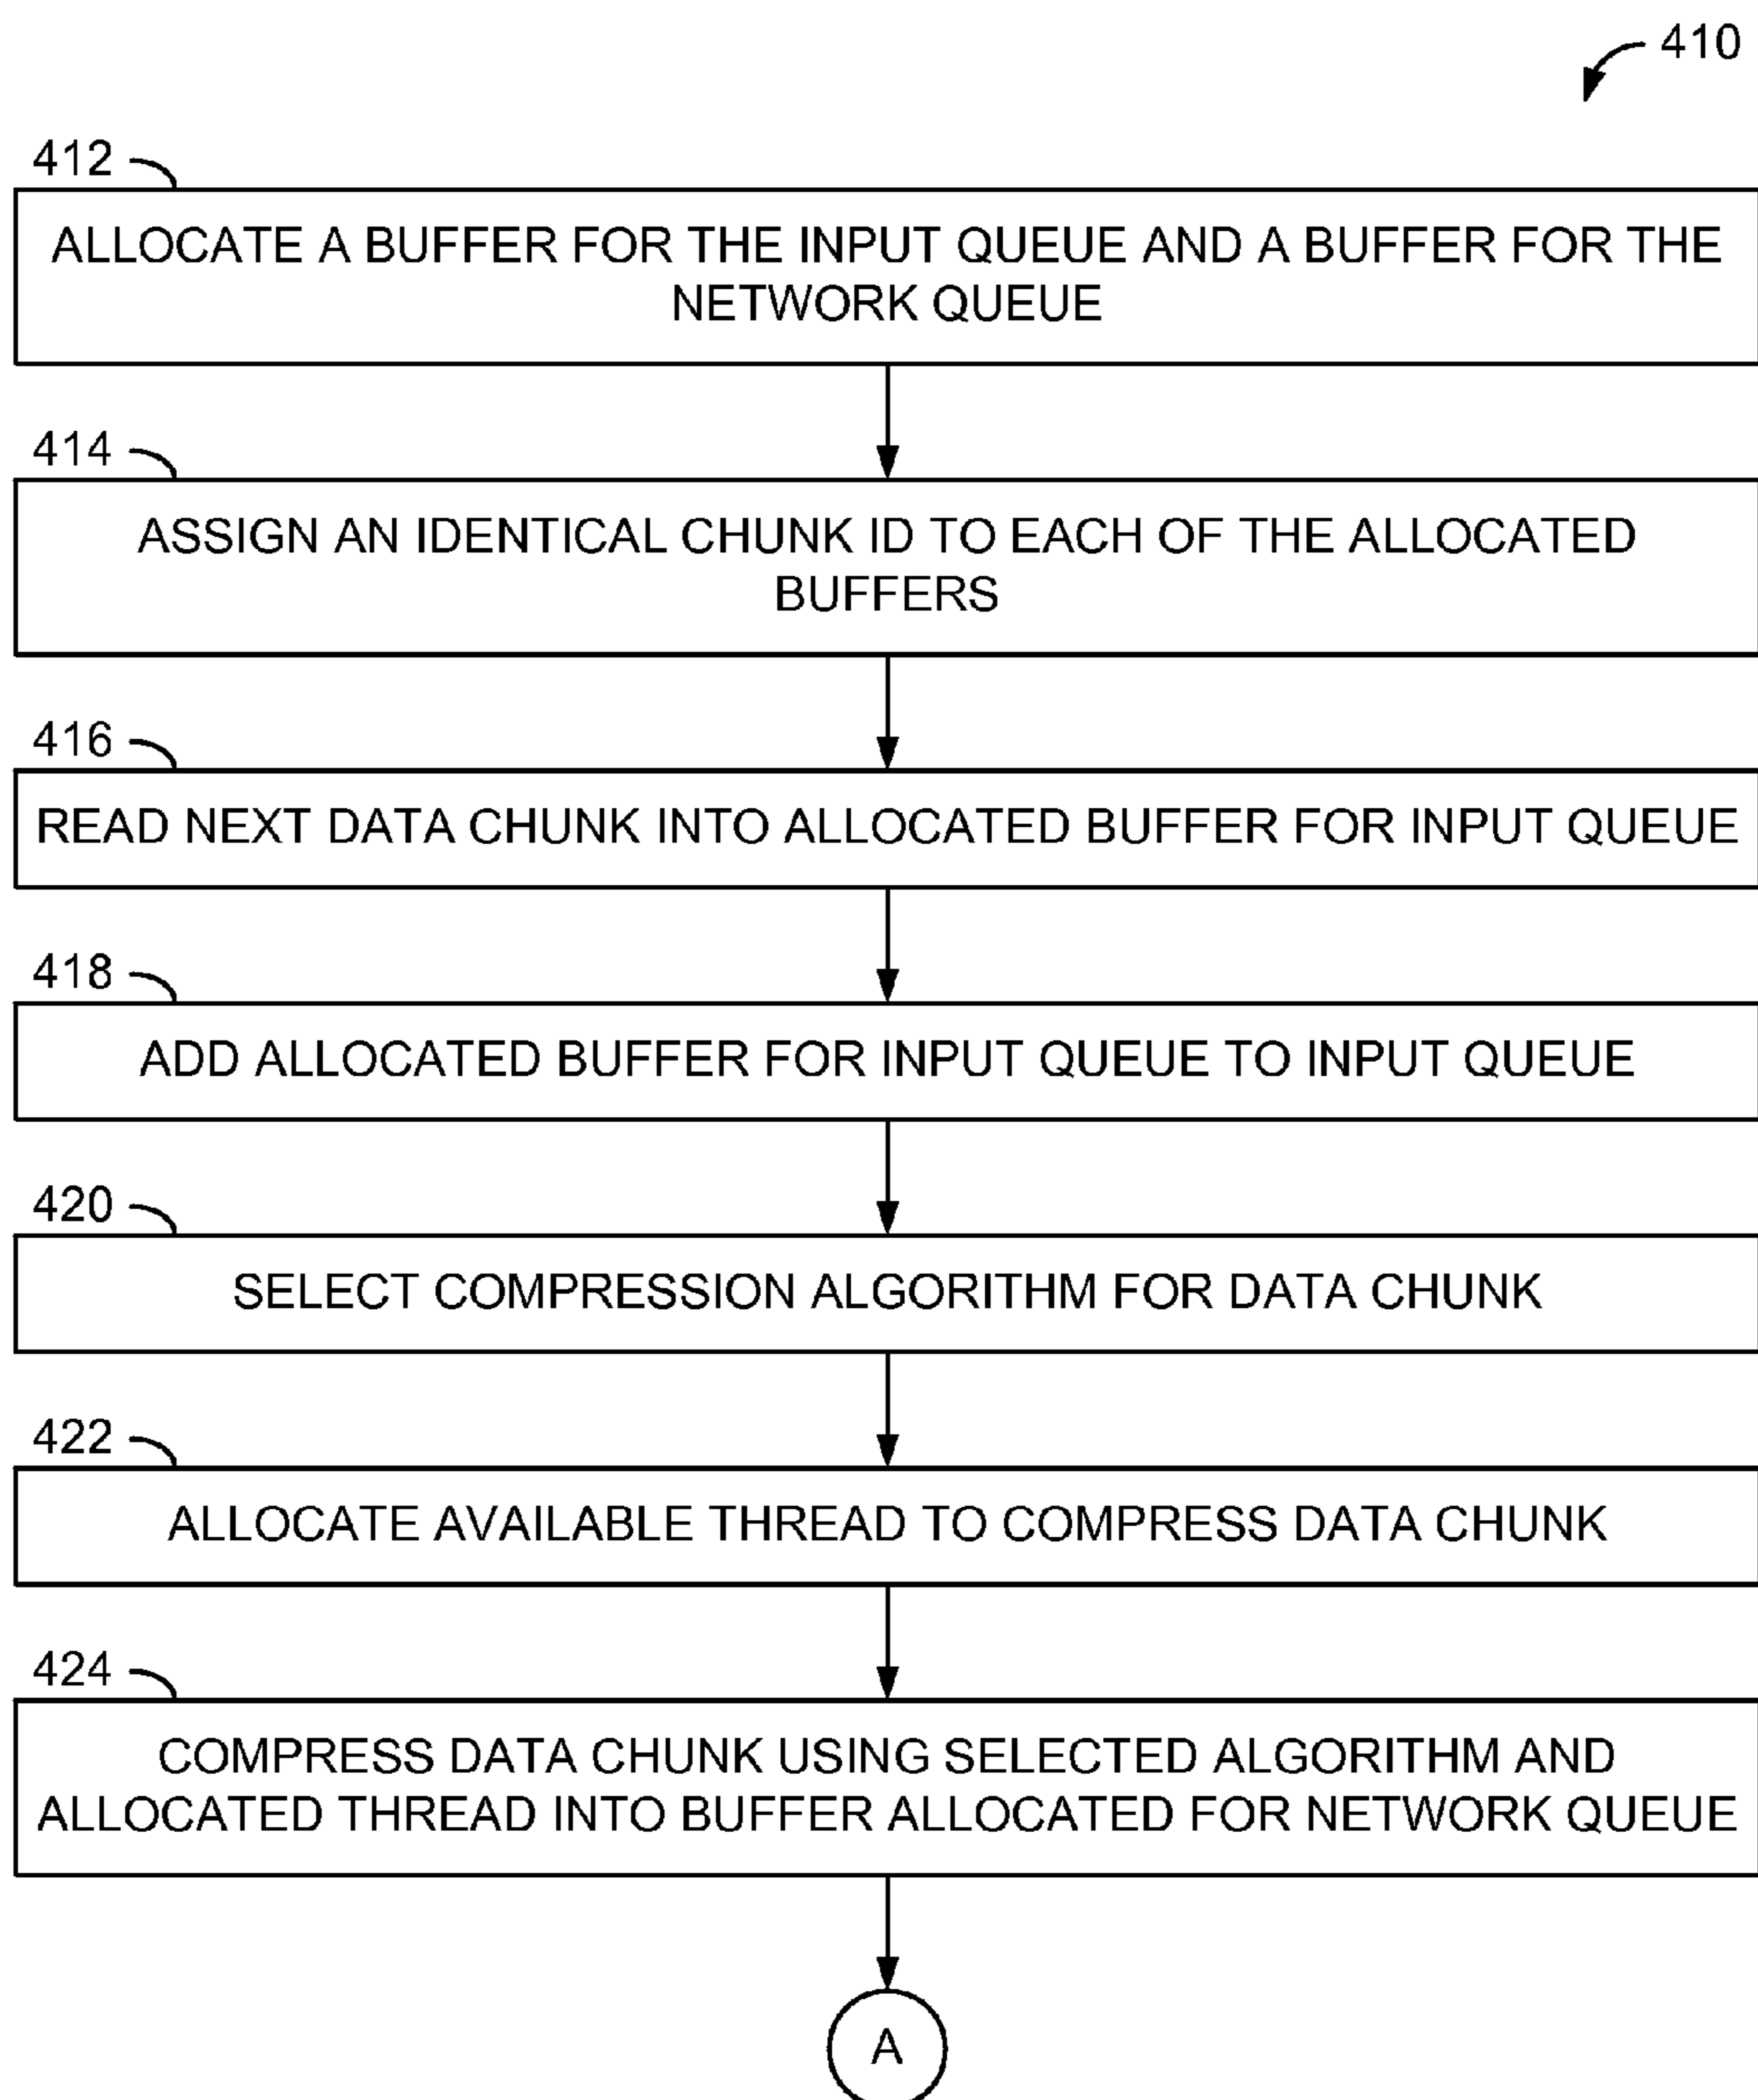 410
412
ALLOCATE A BUFFER FOR THE INPUT QUEUE AND A BUFFER FOR THE
NETWORK QUEUE
414
ASSIGN AN IDENTICAL CHUNK ID TO EACH OF THE ALLOCATED
BUFFERS
416
READ NEXT DATA CHUNK INTO ALLOCATED BUFFER FOR INPUT QUEUE
418
ADD ALLOCATED BUFFER FOR INPUT QUEUE TO INPUT QUEUE
420
SELECT COMPRESSION ALGORITHM FOR DATA CHUNK
422
ALLOCATE AVAILABLE THREAD TO COMPRESS DATA CHUNK
424
COMPRESS DATA CHUNK USING SELECTED ALGORITHM AND
ALLOCATED THREAD INTO BUFFER ALLOCATED FOR NETWORK QUEUE
A